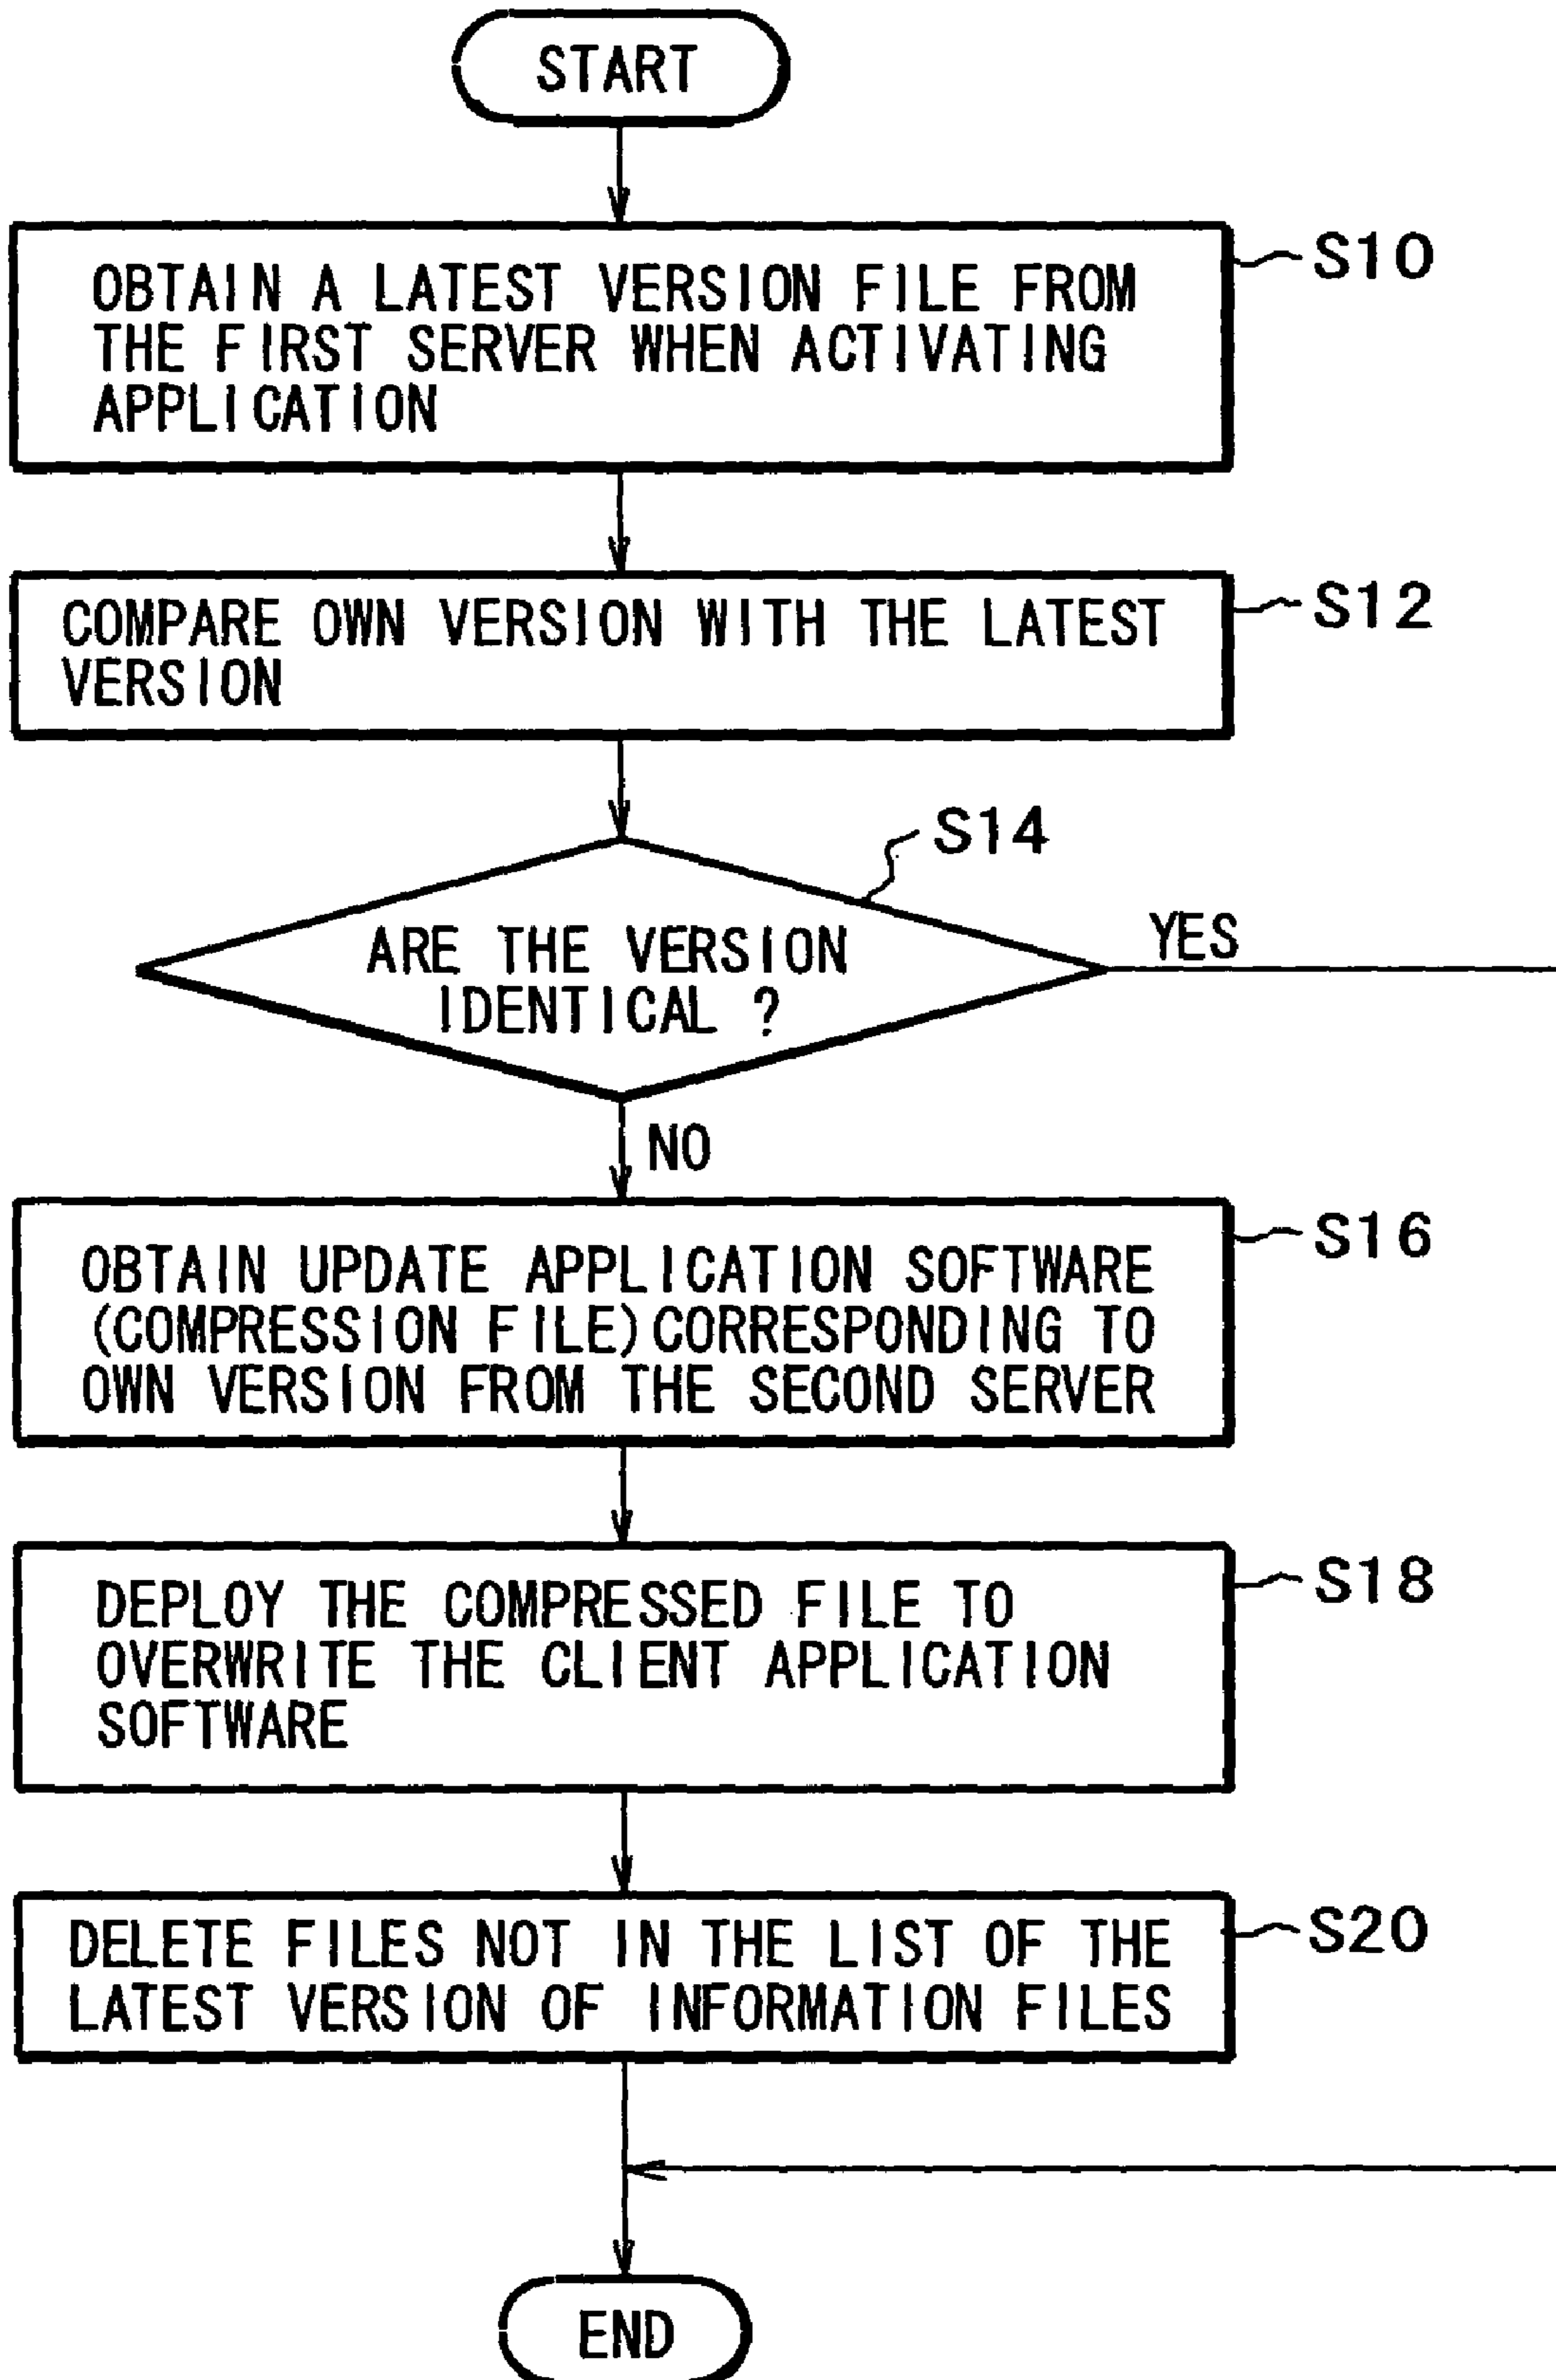 START
OBTAIN A LATEST VERSION FILE FROM
THE FIRST SERVER WHEN ACTIVATING
APPLICATION
S10
COMPARE OWN VERSION WITH THE LATEST
VERSION
S12
S14
ARE THE VERSION
IDENTICAL ?
YES
NO
OBTAIN UPDATE APPLICATION SOFTWARE
(COMPRESSION FILE)CORRESPONDING TO
OWN VERSION FROM THE SECOND SERVER
S16
DEPLOY THE COMPRESSED FILE TO
OVERWRITE THE CLIENT APPLICATION
SOFTWARE
S18
DELETE FILES NOT IN THE LIST OF THE
LATEST VERSION OF INFORMATION FILES
S20
END